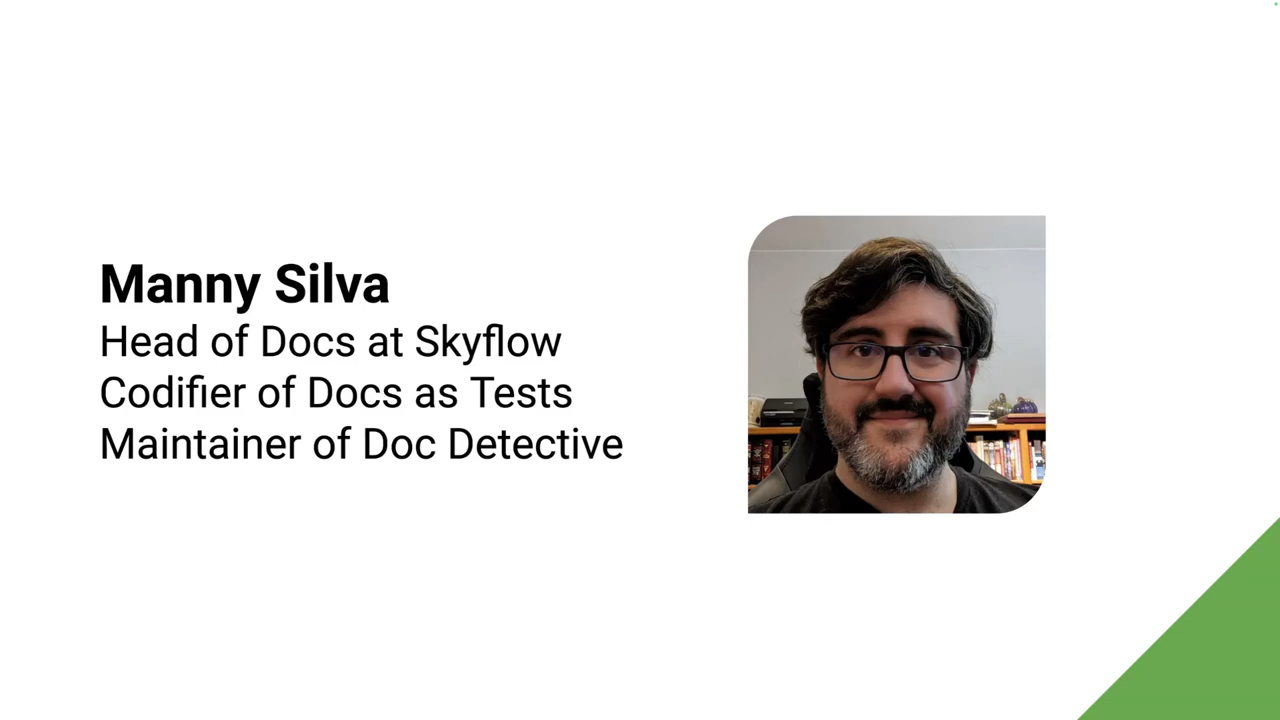 Manny Silva
Head of Docs at Skyflow
Codifier of Docs as Tests
Maintainer of Doc Detective